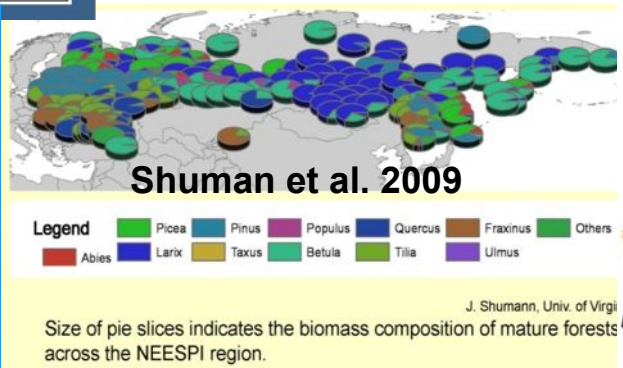 Shuman et al. 2009
Legend
Picea Pinus Populus Quercus Fraxinus Others
Abies Larix Taxus Betula Tilia Ulmus
J. Shumann, Univ. of Virgi
Size of pie slices indicates the biomass composition of mature forests
across the NEESPI region.